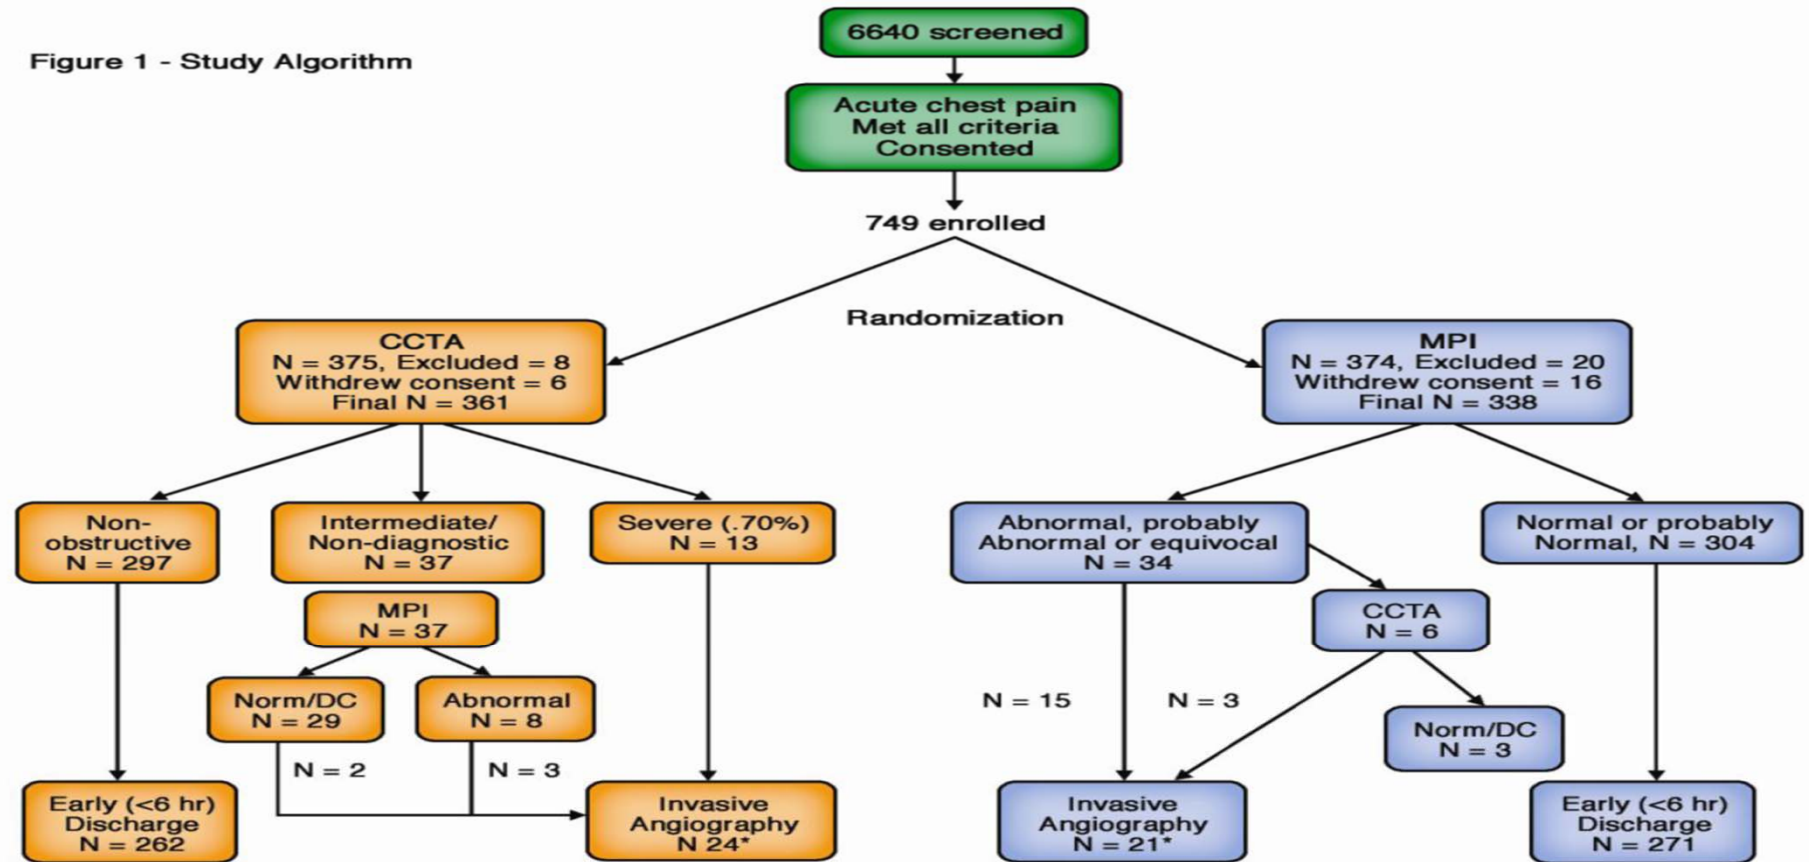 6640 screened
Figure 1 - Study Algorithm
Acute chest pain
Met all criteria
Consented
749 enrolled
Randomization
CCTA
N = 375, Excluded = 8
Withdrew consent = 6
Final N = 361
MPI
N = 374, Excluded = 20
Withdrew consent = 16
Final N = 338
Non-
obstructive
N = 297
Intermediate/
Non-diagnostic
N = 37
Severe (.70%)
N = 13
Abnormal, probably
Abnormal or equivocal
N = 34
Normal or probably
Normal, N = 304
MPI
N = 37
CCTA
N = 6
Norm/DC
N = 29
Abnormal
N = 8
N = 15
N = 3
Norm/DC
N = 3
N = 2
N = 3
Early (<6 hr)
Discharge
N = 262
Invasive
Angiography
N 24*
Invasive
Angiography
N = 21*
Early (<6 hr)
Discharge
N = 271